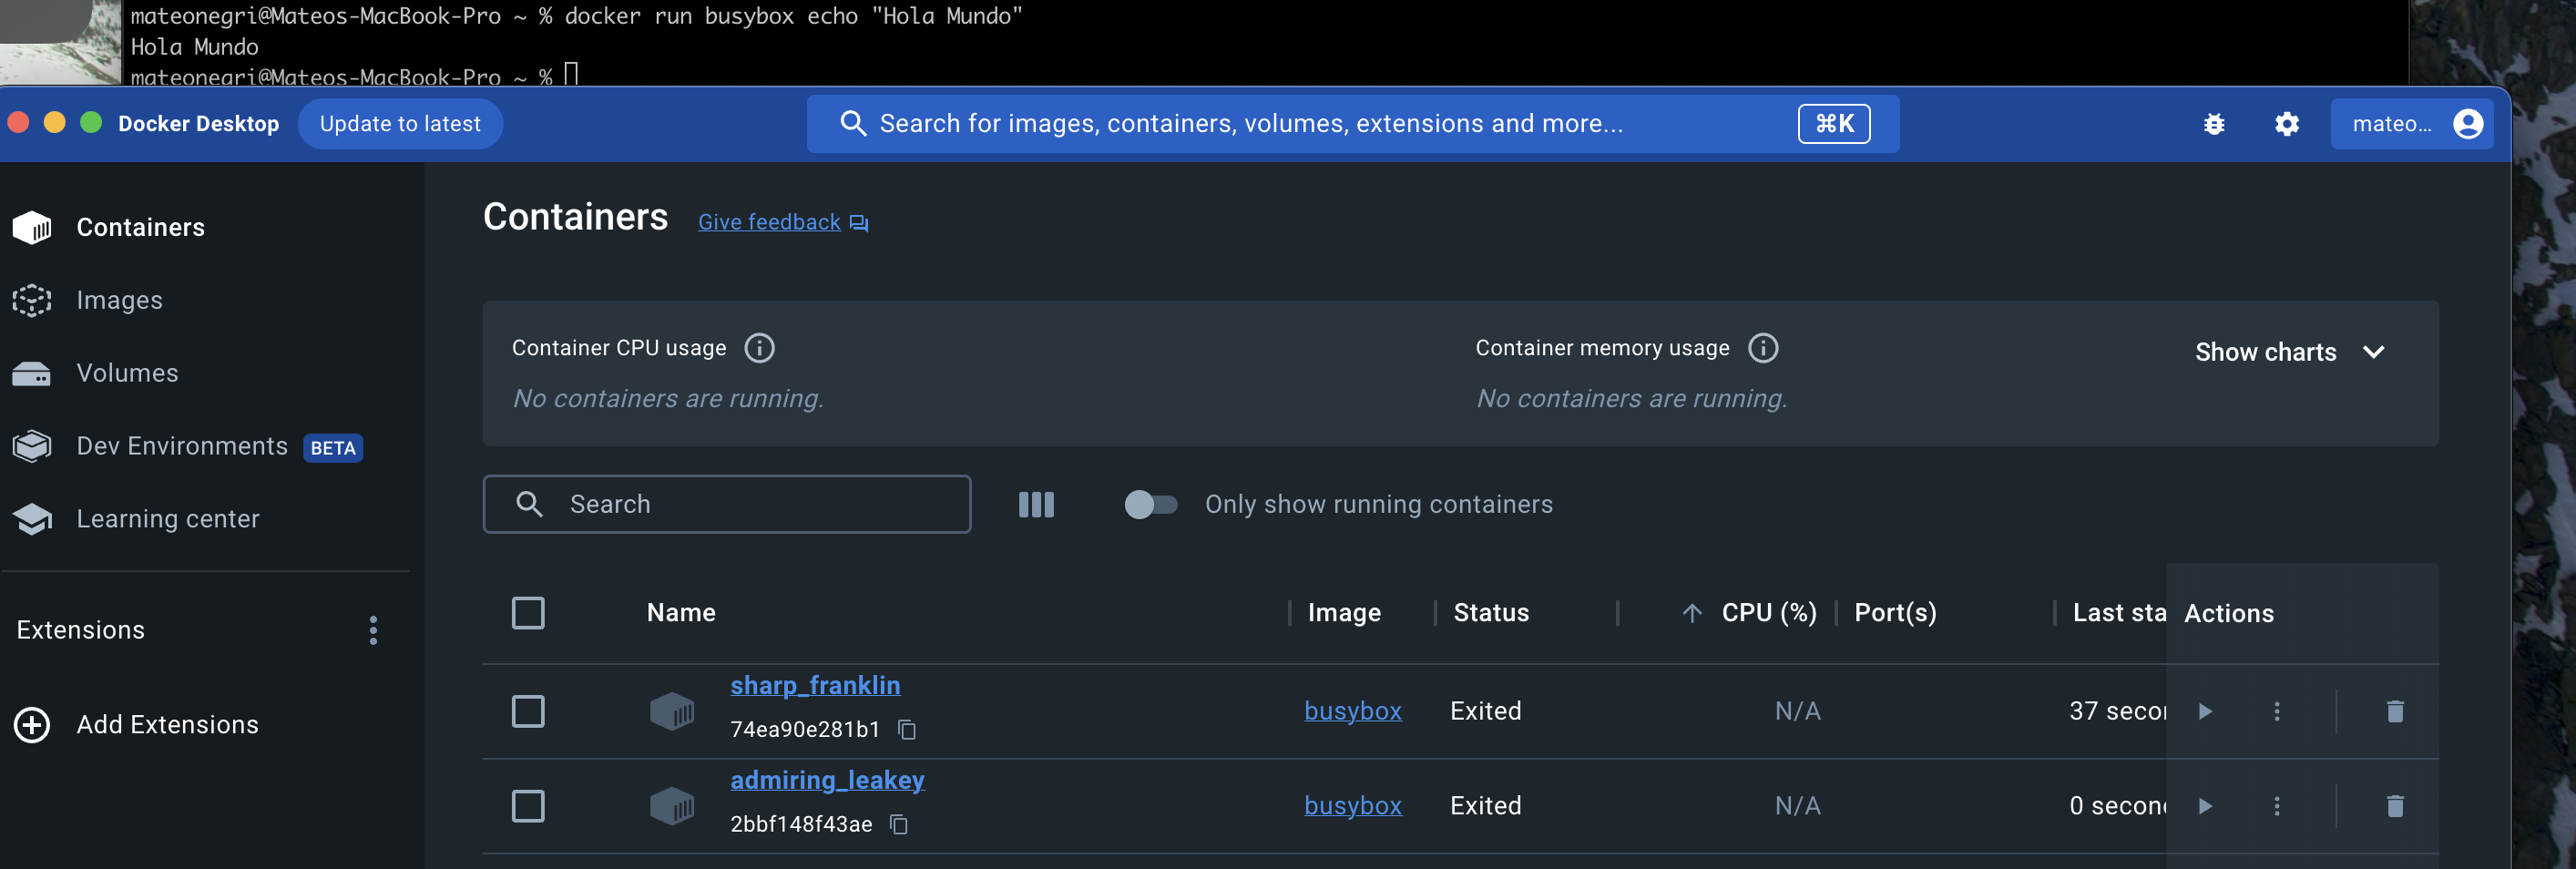 mateonegri@Mateos-MacBook-Pro ~ % docker run busybox echo "Hola Mundo"
Hola Mundo
mateonegri@Mateos-MacBook-Pro ~ %
Docker Desktop Update to latest Search for images, containers, volumes, extensions and more... ⌘K mateo...
Containers
Images
Volumes
Dev Environments BETA
Learning center
Extensions
Add Extensions
Containers Give feedback
Container CPU usage Container memory usage Show charts
No containers are running. No containers are running.
Search Only show running containers
Name Image Status CPU (%) Port(s) Last sta Actions
sharp_franklin
74ea90e281b1 busybox Exited N/A 37 secon
admiring_leakey
2bbf148f43ae busybox Exited N/A 0 second